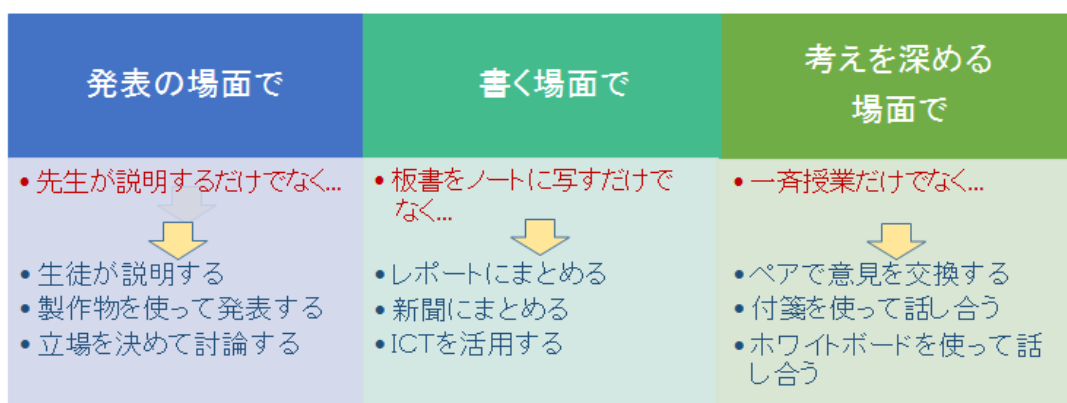 発表の場面で
•先生が説明するだけでなく...
•生徒が説明する
•製作物を使って発表する
•立場を決めて討論する
書く場面で
•板書をノートに写すだけで
なく...
•レポートにまとめる
•新聞にまとめる
•ICTを活用する
考えを深める
場面で
•一斉授業だけでなく...
•ペアで意見を交換する
•付箋を使って話し合う
•ホワイトボードを使って話
し合う